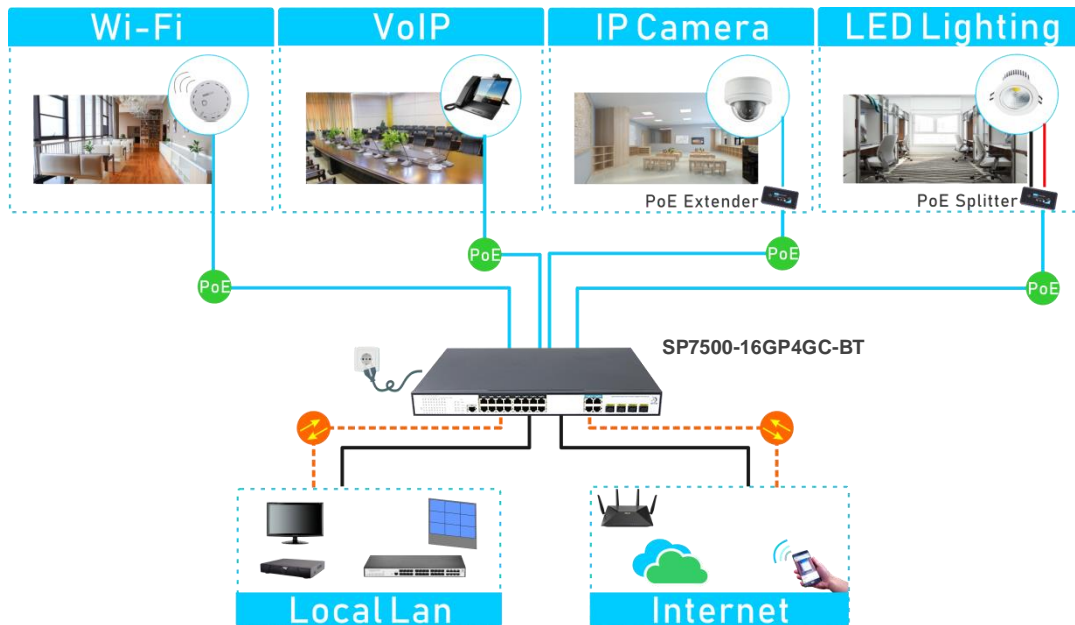 Wi-Fi
VoIP
IP Camera
LED Lighting
PoE Extender
PoE Splitter
PoE
PoE
PoE
PoE
SP7500-16GP4GC-BT
Local Lan
Internet